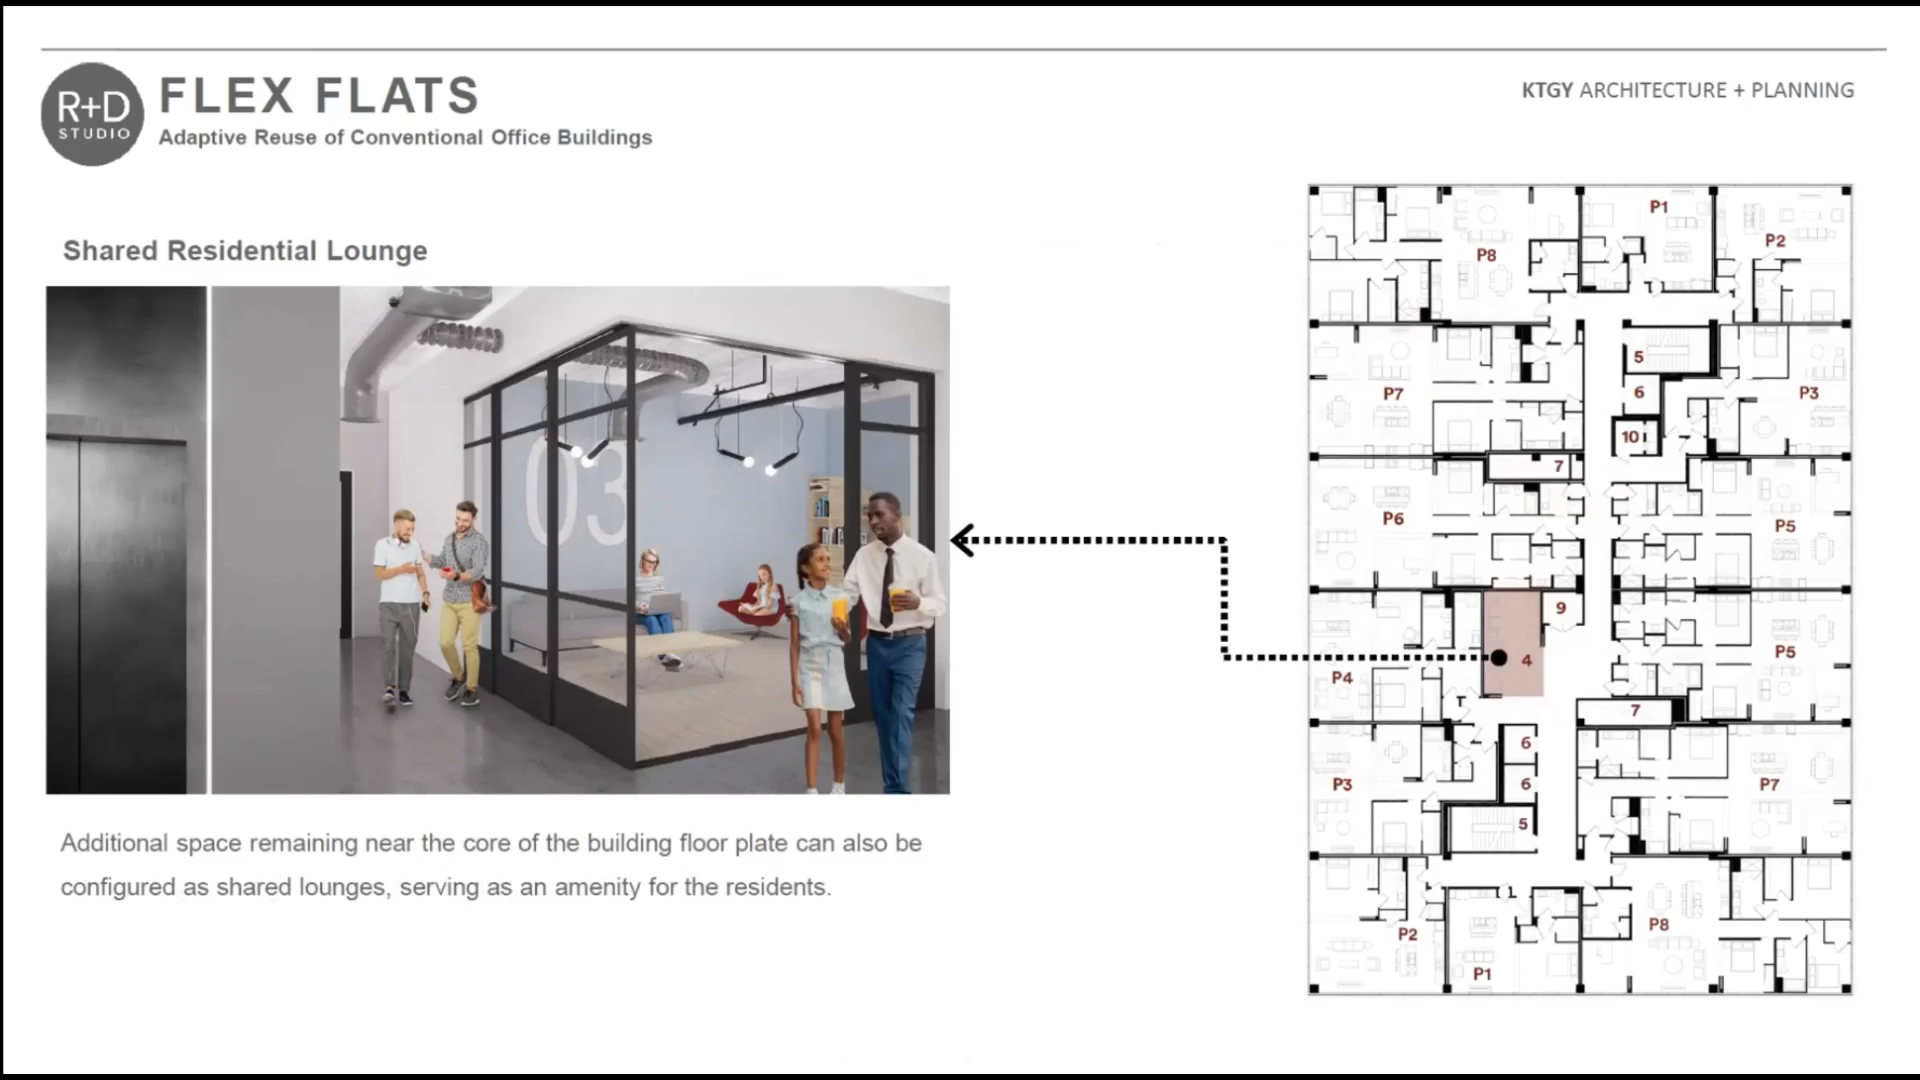 R+D
STUDIO
FLEX FLATS
Adaptive Reuse of Conventional Office Buildings
KTGY ARCHITECTURE + PLANNING
Shared Residential Lounge
03
Additional space remaining near the core of the building floor plate can also be
configured as shared lounges, serving as an amenity for the residents.
P1
P2
P8
5
6
P7
P3
10
7
P6
P5
9
4
P5
P4
7
6
6
P3
P7
5
P8
P2
P1